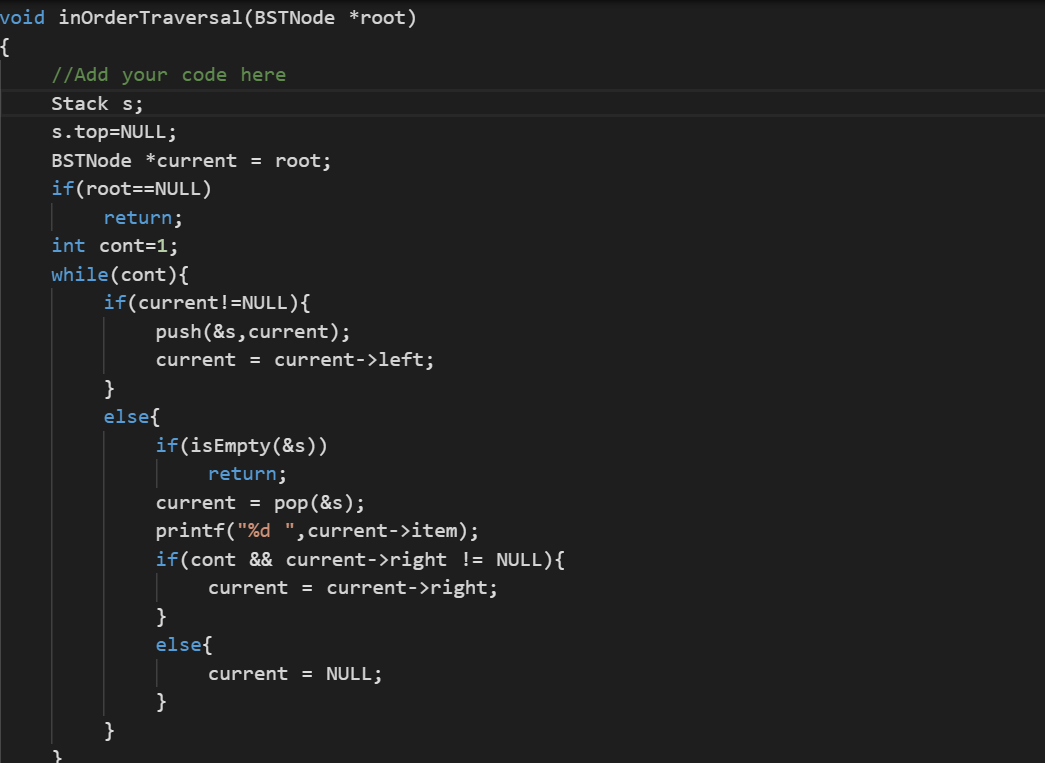 void inOrderTraversal(BSTNode *root)
{
    //Add your code here
    Stack s;
    s.top=NULL;
    BSTNode *current = root;
    if(root==NULL)
        return;
    int cont=1;
    while(cont){
        if(current!=NULL){
            push(&s,current);
            current = current->left;
        }
        else{
            if(isEmpty(&s))
                return;
            current = pop(&s);
            printf("%d ",current->item);
            if(cont && current->right != NULL){
                current = current->right;
            }
            else{
                current = NULL;
            }
        }
    }